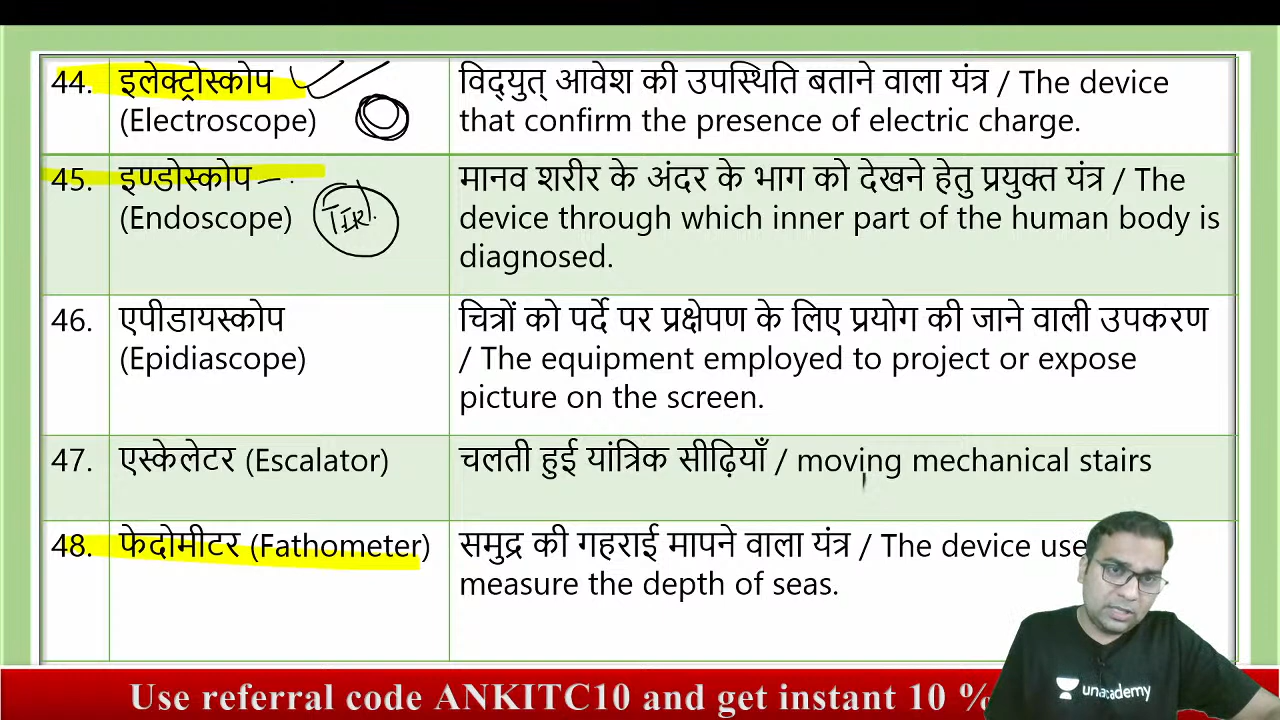 44. इलेक्ट्रोस्कोप
(Electroscope)
विद्युत् आवेश की उपस्थिति बताने वाला यंत्र / The device
that confirm the presence of electric charge.
45. इण्डोस्कोप
(Endoscope)
TIR
मानव शरीर के अंदर के भाग को देखने हेतु प्रयुक्त यंत्र / The
device through which inner part of the human body is
diagnosed.
46. एपीडायस्कोप
(Epidiascope)
चित्रों को पर्दे पर प्रक्षेपण के लिए प्रयोग की जाने वाली उपकरण
/ The equipment employed to project or expose
picture on the screen.
47. एस्केलेटर (Escalator)
चलती हुई यांत्रिक सीढ़ियाँ / moving mechanical stairs
48. फेदोमीटर (Fathometer)
समुद्र की गहराई मापने वाला यंत्र / The device use
measure the depth of seas.
unacademy
Use referral code ANKITC10 and get instant 10 %